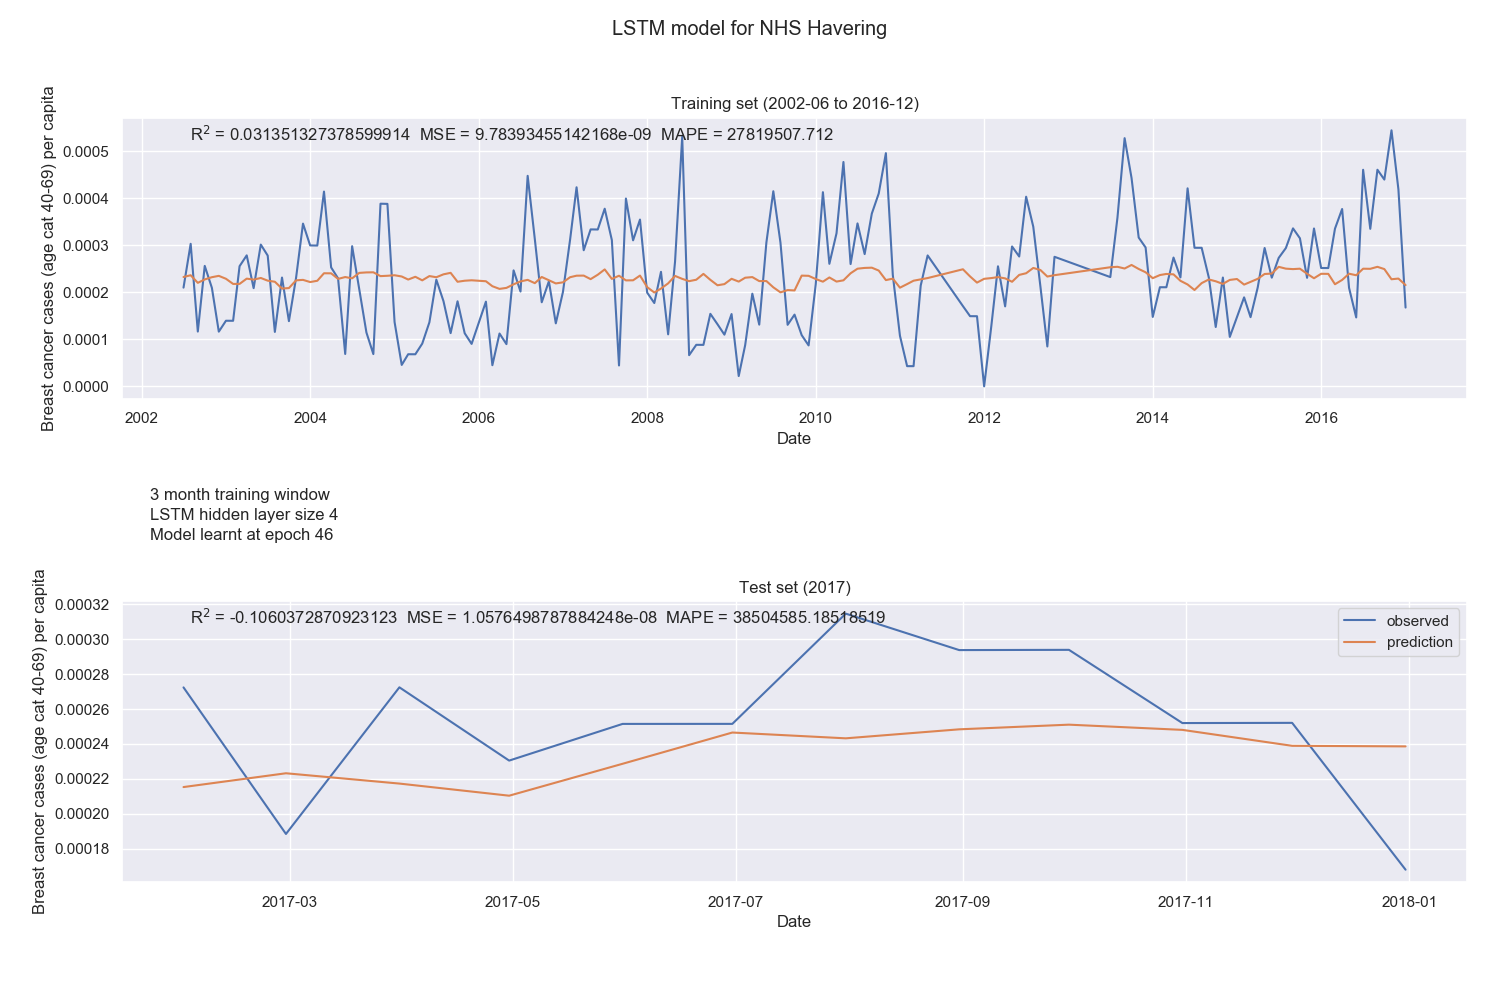 LSTM model for NHS Havering
Training set (2002-06 to 2016-12)
R² = 0.031351327378599914 MSE = 9.78393455142168e-09 MAPE = 27819507.712
Breast cancer cases (age cat 40-69) per capita
0.0005
0.0004
0.0003
0.0002
0.0001
0.0000
2002 2004 2006 2008 2010 2012 2014 2016
Date
3 month training window
LSTM hidden layer size 4
Model learnt at epoch 46
Test set (2017)
R² = -0.1060372870923123 MSE = 1.0576498787884248e-08 MAPE = 38504585.18518519
observed
prediction
Breast cancer cases (age cat 40-69) per capita
0.00032
0.00030
0.00028
0.00026
0.00024
0.00022
0.00020
0.00018
2017-03 2017-05 2017-07 2017-09 2017-11 2018-01
Date